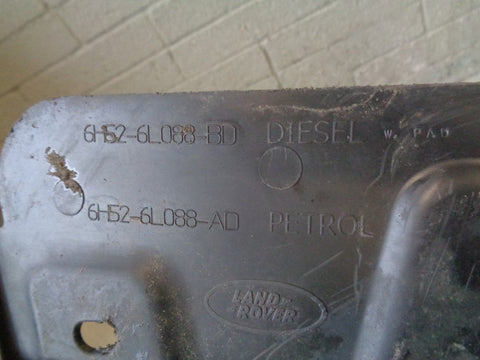 6H52-6L088-BD DIESEL W. PAD
6H52-6L088-AD PETROL
LAND-
ROVER